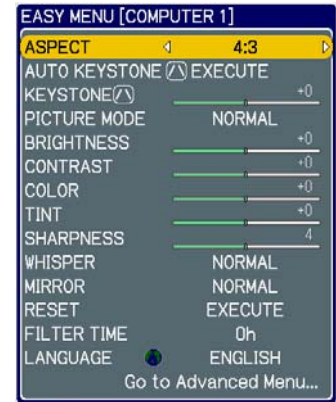 EASY MENU [COMPUTER 1]
ASPECT 4:3
AUTO KEYSTONE EXECUTE
KEYSTONE +0
PICTURE MODE NORMAL
BRIGHTNESS +0
CONTRAST +0
COLOR +0
TINT +0
SHARPNESS 4
WHISPER NORMAL
MIRROR NORMAL
RESET EXECUTE
FILTER TIME 0h
LANGUAGE ENGLISH
Go to Advanced Menu...